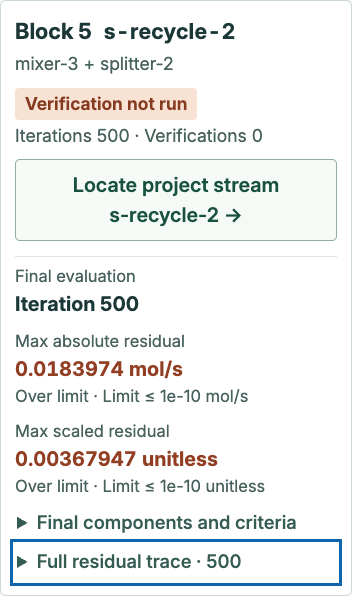 Block 5 s-recycle-2
mixer-3 + splitter-2
Verification not run
Iterations 500 · Verifications 0
Locate project stream
s-recycle-2 →
Final evaluation
Iteration 500
Max absolute residual
0.0183974 mol/s
Over limit · Limit ≤ 1e-10 mol/s
Max scaled residual
0.00367947 unitless
Over limit · Limit ≤ 1e-10 unitless
▶ Final components and criteria
▶ Full residual trace · 500